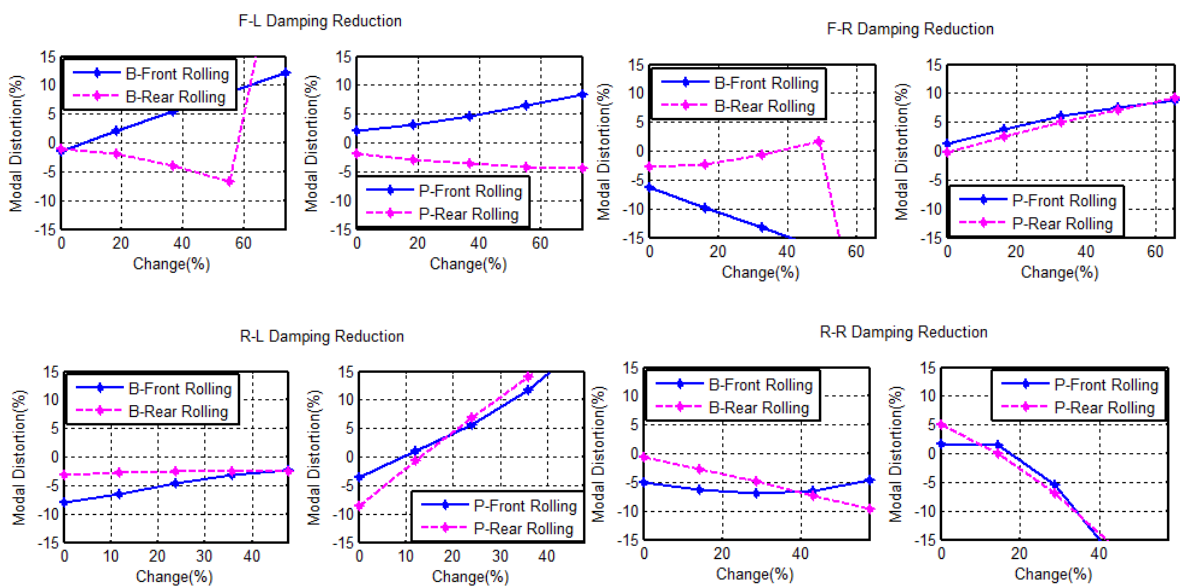 F-L Damping Reduction
Modal Distortion(%)
15
10
5
0
-5
-10
-15
B-Front Rolling
B-Rear Rolling
0 20 40 60
Change(%)
Modal Distortion(%)
15
10
5
0
-5
-10
-15
P-Front Rolling
P-Rear Rolling
0 20 40 60
Change(%)
F-R Damping Reduction
Modal Distortion(%)
15
10
5
0
-5
-10
-15
B-Front Rolling
B-Rear Rolling
0 20 40 60
Change(%)
Modal Distortion(%)
15
10
5
0
-5
-10
-15
P-Front Rolling
P-Rear Rolling
0 20 40 60
Change(%)
R-L Damping Reduction
Modal Distortion(%)
15
10
5
0
-5
-10
-15
B-Front Rolling
B-Rear Rolling
0 10 20 30 40
Change(%)
Modal Distortion(%)
15
10
5
0
-5
-10
-15
P-Front Rolling
P-Rear Rolling
0 10 20 30 40
Change(%)
R-R Damping Reduction
Modal Distortion(%)
15
10
5
0
-5
-10
-15
B-Front Rolling
B-Rear Rolling
0 20 40
Change(%)
Modal Distortion(%)
15
10
5
0
-5
-10
-15
P-Front Rolling
P-Rear Rolling
0 20 40
Change(%)